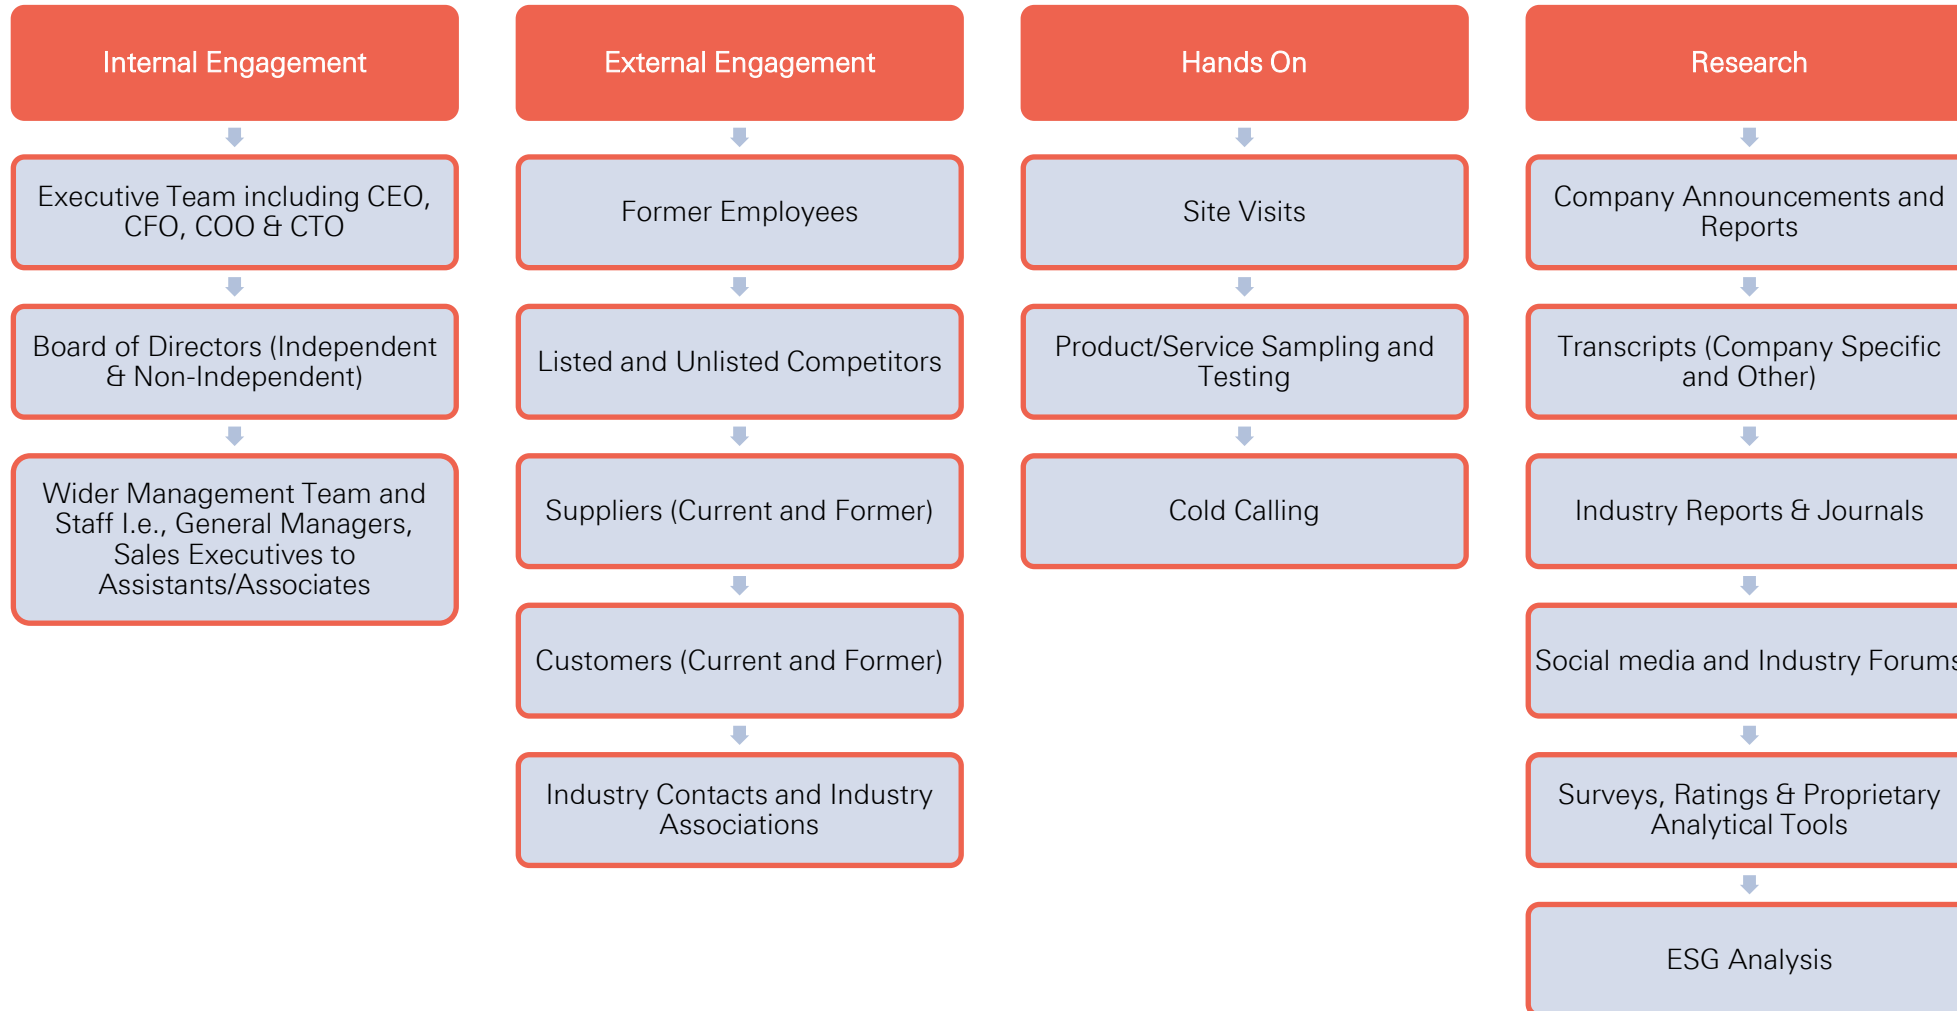 Internal Engagement
Executive Team including CEO,
CFO, COO & CTO
Board of Directors (Independent
& Non-Independent)
Wider Management Team and
Staff I.e., General Managers,
Sales Executives to
Assistants/Associates
External Engagement
Former Employees
Listed and Unlisted Competitors
Suppliers (Current and Former)
Customers (Current and Former)
Industry Contacts and Industry
Associations
Hands On
Site Visits
Product/Service Sampling and
Testing
Cold Calling
Research
Company Announcements and
Reports
Transcripts (Company Specific
and Other)
Industry Reports & Journals
Social media and Industry Forums
Surveys, Ratings & Proprietary
Analytical Tools
ESG Analysis